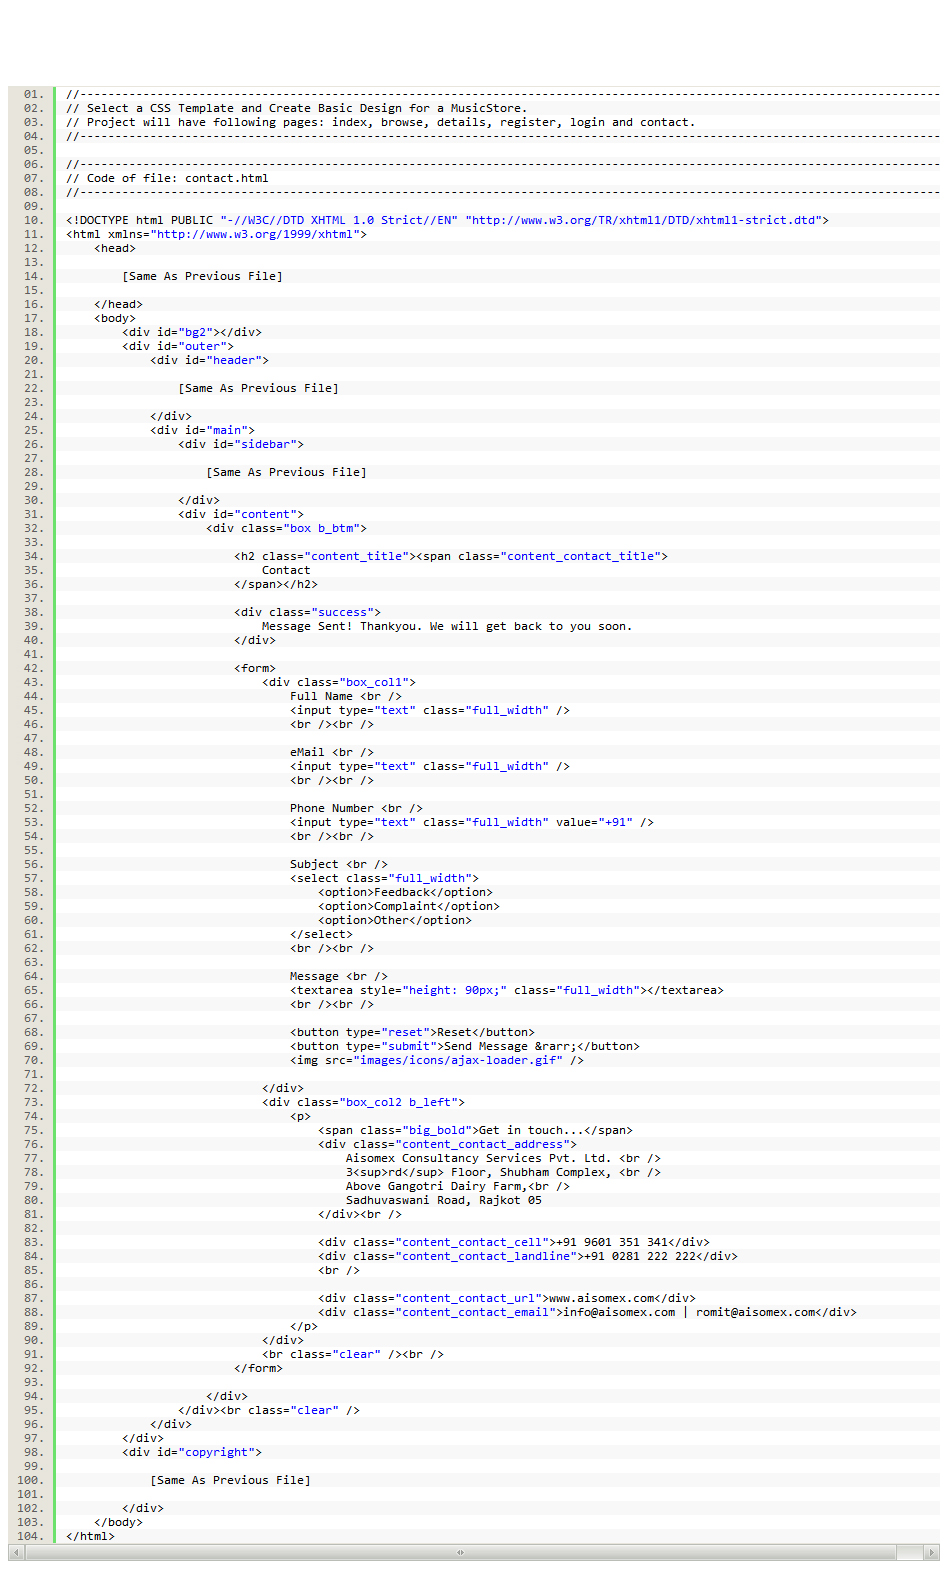 01. //---------------------------------------------------------------------------------------------------------------------------
02. // Select a CSS Template and Create Basic Design for a MusicStore.
03. // Project will have following pages: index, browse, details, register, login and contact.
04. //---------------------------------------------------------------------------------------------------------------------------
05.
06. //---------------------------------------------------------------------------------------------------------------------------
07. // Code of file: contact.html
08. //---------------------------------------------------------------------------------------------------------------------------
09.
10. <!DOCTYPE html PUBLIC "-//W3C//DTD XHTML 1.0 Strict//EN" "http://www.w3.org/TR/xhtml1/DTD/xhtml1-strict.dtd">
11. <html xmlns="http://www.w3.org/1999/xhtml">
12.     <head>
13.
14.         [Same As Previous File]
15.
16.     </head>
17.     <body>
18.         <div id="bg2"></div>
19.         <div id="outer">
20.             <div id="header">
21.
22.                 [Same As Previous File]
23.
24.             </div>
25.             <div id="main">
26.                 <div id="sidebar">
27.
28.                     [Same As Previous File]
29.
30.                 </div>
31.                 <div id="content">
32.                     <div class="box b_btm">
33.
34.                         <h2 class="content_title"><span class="content_contact_title">
35.                             Contact
36.                         </span></h2>
37.
38.                         <div class="success">
39.                             Message Sent! Thankyou. We will get back to you soon.
40.                         </div>
41.
42.                         <form>
43.                             <div class="box_col1">
44.                                 Full Name <br />
45.                                 <input type="text" class="full_width" />
46.                                 <br /><br />
47.
48.                                 eMail <br />
49.                                 <input type="text" class="full_width" />
50.                                 <br /><br />
51.
52.                                 Phone Number <br />
53.                                 <input type="text" class="full_width" value="+91" />
54.                                 <br /><br />
55.
56.                                 Subject <br />
57.                                 <select class="full_width">
58.                                     <option>Feedback</option>
59.                                     <option>Complaint</option>
60.                                     <option>Other</option>
61.                                 </select>
62.                                 <br /><br />
63.
64.                                 Message <br />
65.                                 <textarea style="height: 90px;" class="full_width"></textarea>
66.                                 <br /><br />
67.
68.                                 <button type="reset">Reset</button>
69.                                 <button type="submit">Send Message &rarr;</button>
70.                                 <img src="images/icons/ajax-loader.gif" />
71.
72.                             </div>
73.                             <div class="box_col2 b_left">
74.                                 <p>
75.                                     <span class="big_bold">Get in touch...</span>
76.                                     <div class="content_contact_address">
77.                                         Aisomex Consultancy Services Pvt. Ltd. <br />
78.                                         3<sup>rd</sup> Floor, Shubham Complex, <br />
79.                                         Above Gangotri Dairy Farm,<br />
80.                                         Sadhuvaswani Road, Rajkot 05
81.                                     </div><br />
82.
83.                                     <div class="content_contact_cell">+91 9601 351 341</div>
84.                                     <div class="content_contact_landline">+91 0281 222 222</div>
85.                                     <br />
86.
87.                                     <div class="content_contact_url">www.aisomex.com</div>
88.                                     <div class="content_contact_email">info@aisomex.com | romit@aisomex.com</div>
89.                                 </p>
90.                             </div>
91.                             <br class="clear" /><br />
92.                         </form>
93.
94.                     </div>
95.                 </div><br class="clear" />
96.             </div>
97.         </div>
98.         <div id="copyright">
99.
100.             [Same As Previous File]
101.
102.         </div>
103.     </body>
104. </html>